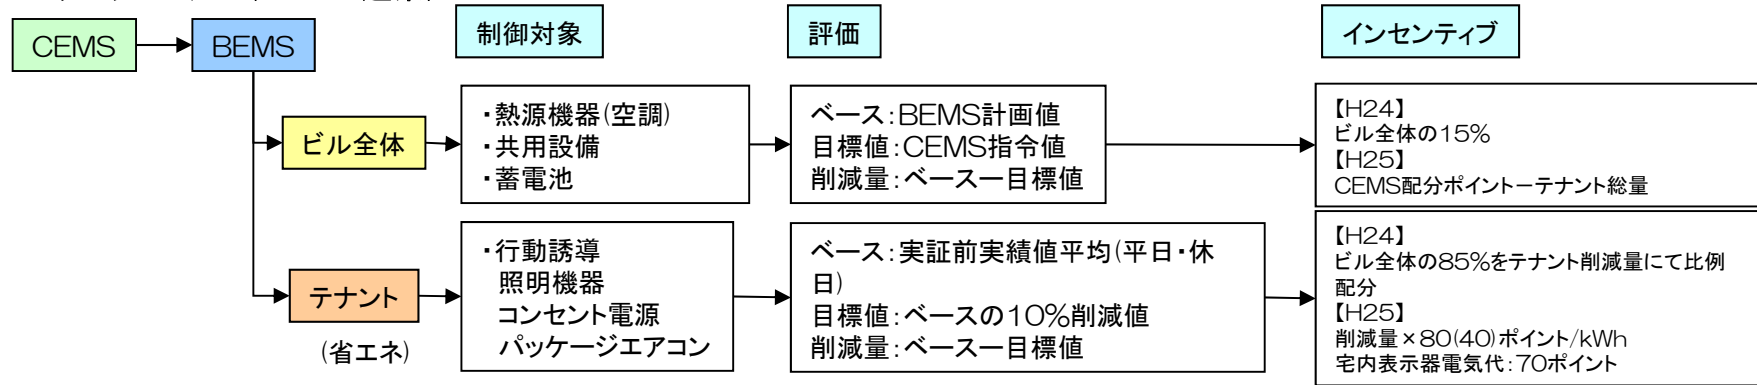 CEMS
BEMS
制御対象
評価
インセンティブ
ビル全体
・熱源機器(空調)
・共用設備
・蓄電池
ベース:BEMS計画値
目標値:CEMS指令値
削減量:ベース－目標値
【H24】
ビル全体の15%
【H25】
CEMS配分ポイント－テナント総量
テナント
(省エネ)
・行動誘導
照明機器
コンセント電源
パッケージエアコン
ベース:実証前実績値平均(平日・休
日)
目標値:ベースの10%削減値
削減量:ベース－目標値
【H24】
ビル全体の85%をテナント削減量にて比例
配分
【H25】
削減量×80(40)ポイント/kWh
宅内表示器電気代:70ポイント